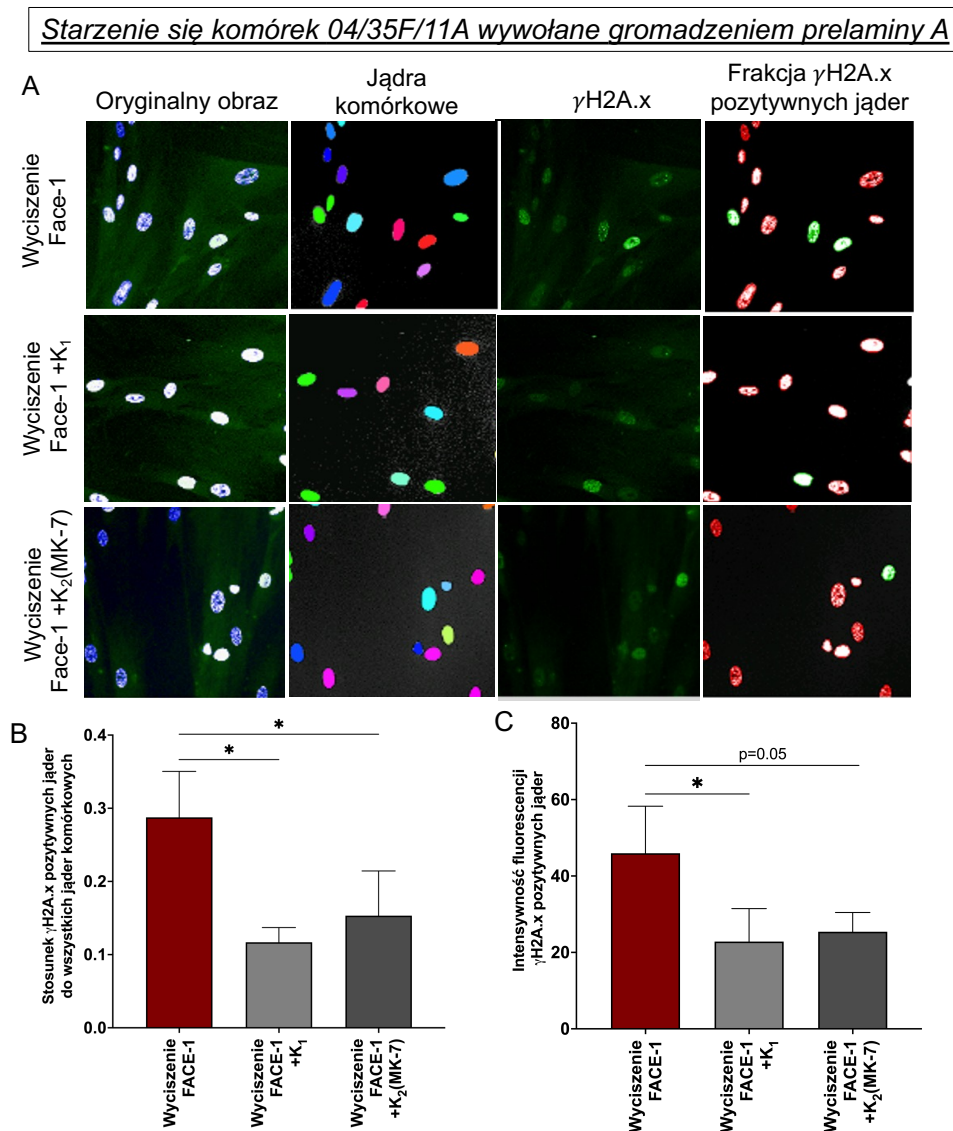 Starzenie się komórek 04/35F/11A wywołane gromadzeniem prelaminy A
A
Oryginalny obraz
Jądra
komórkowe
γH2A.x
Frakcja γH2A.x
pozytywnych jąder
Wyciszenie
Face-1
Wyciszenie
Face-1 +K₁
Wyciszenie
Face-1 +K₂(MK-7)
B
Stosunek γH2A.x pozytywnych jąder
do wszystkich jąder komórkowych
0.4
0.3
0.2
0.1
0.0
*
*
Wyciszenie
FACE-1
Wyciszenie
FACE-1
+K₁
Wyciszenie
FACE-1
+K₂(MK-7)
C
Intensywność fluorescencji
γH2A.x pozytywnych jąder
80
60
40
20
0
p=0.05
*
Wyciszenie
FACE-1
Wyciszenie
FACE-1
+K₁
Wyciszenie
FACE-1
+K₂(MK-7)